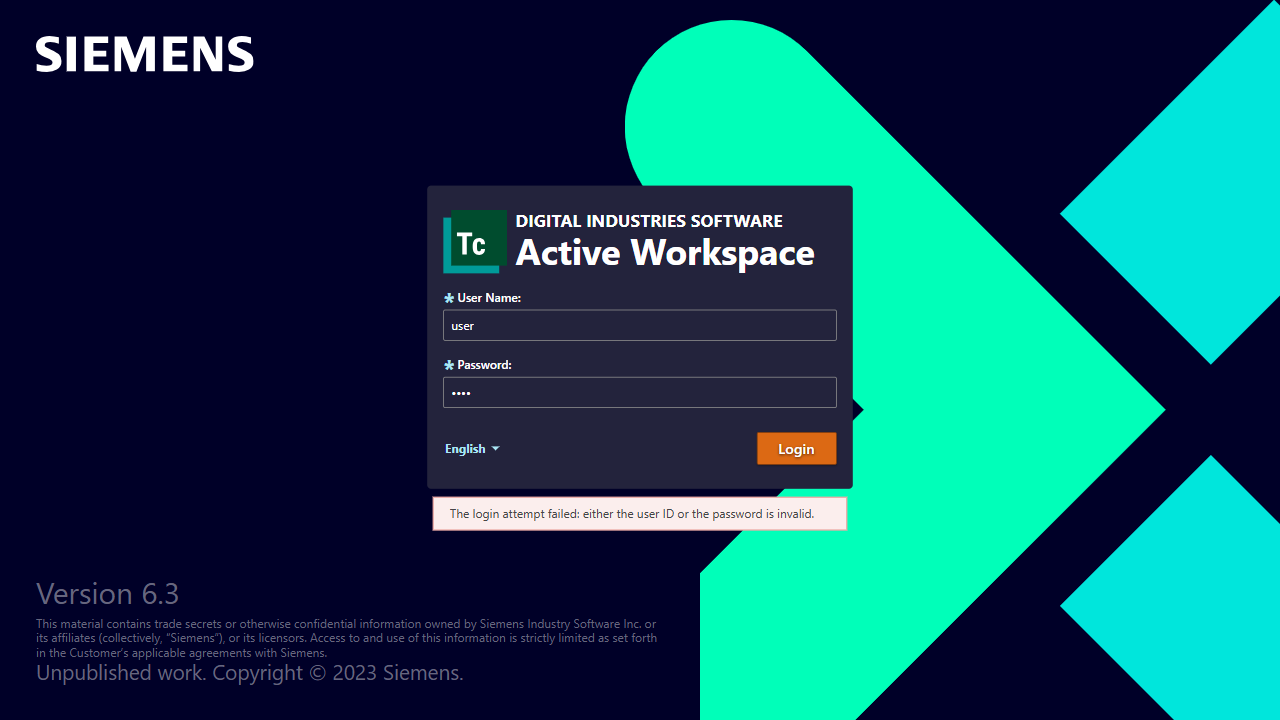 SIEMENS
DIGITAL INDUSTRIES SOFTWARE
Tc
Active Workspace
* User Name:
user
* Password:
••••
English
Login
The login attempt failed: either the user ID or the password is invalid.
Version 6.3
This material contains trade secrets or otherwise confidential information owned by Siemens Industry Software Inc. or
its affiliates (collectively, “Siemens”), or its licensors. Access to and use of this information is strictly limited as set forth
in the Customer’s applicable agreements with Siemens.
Unpublished work. Copyright © 2023 Siemens.